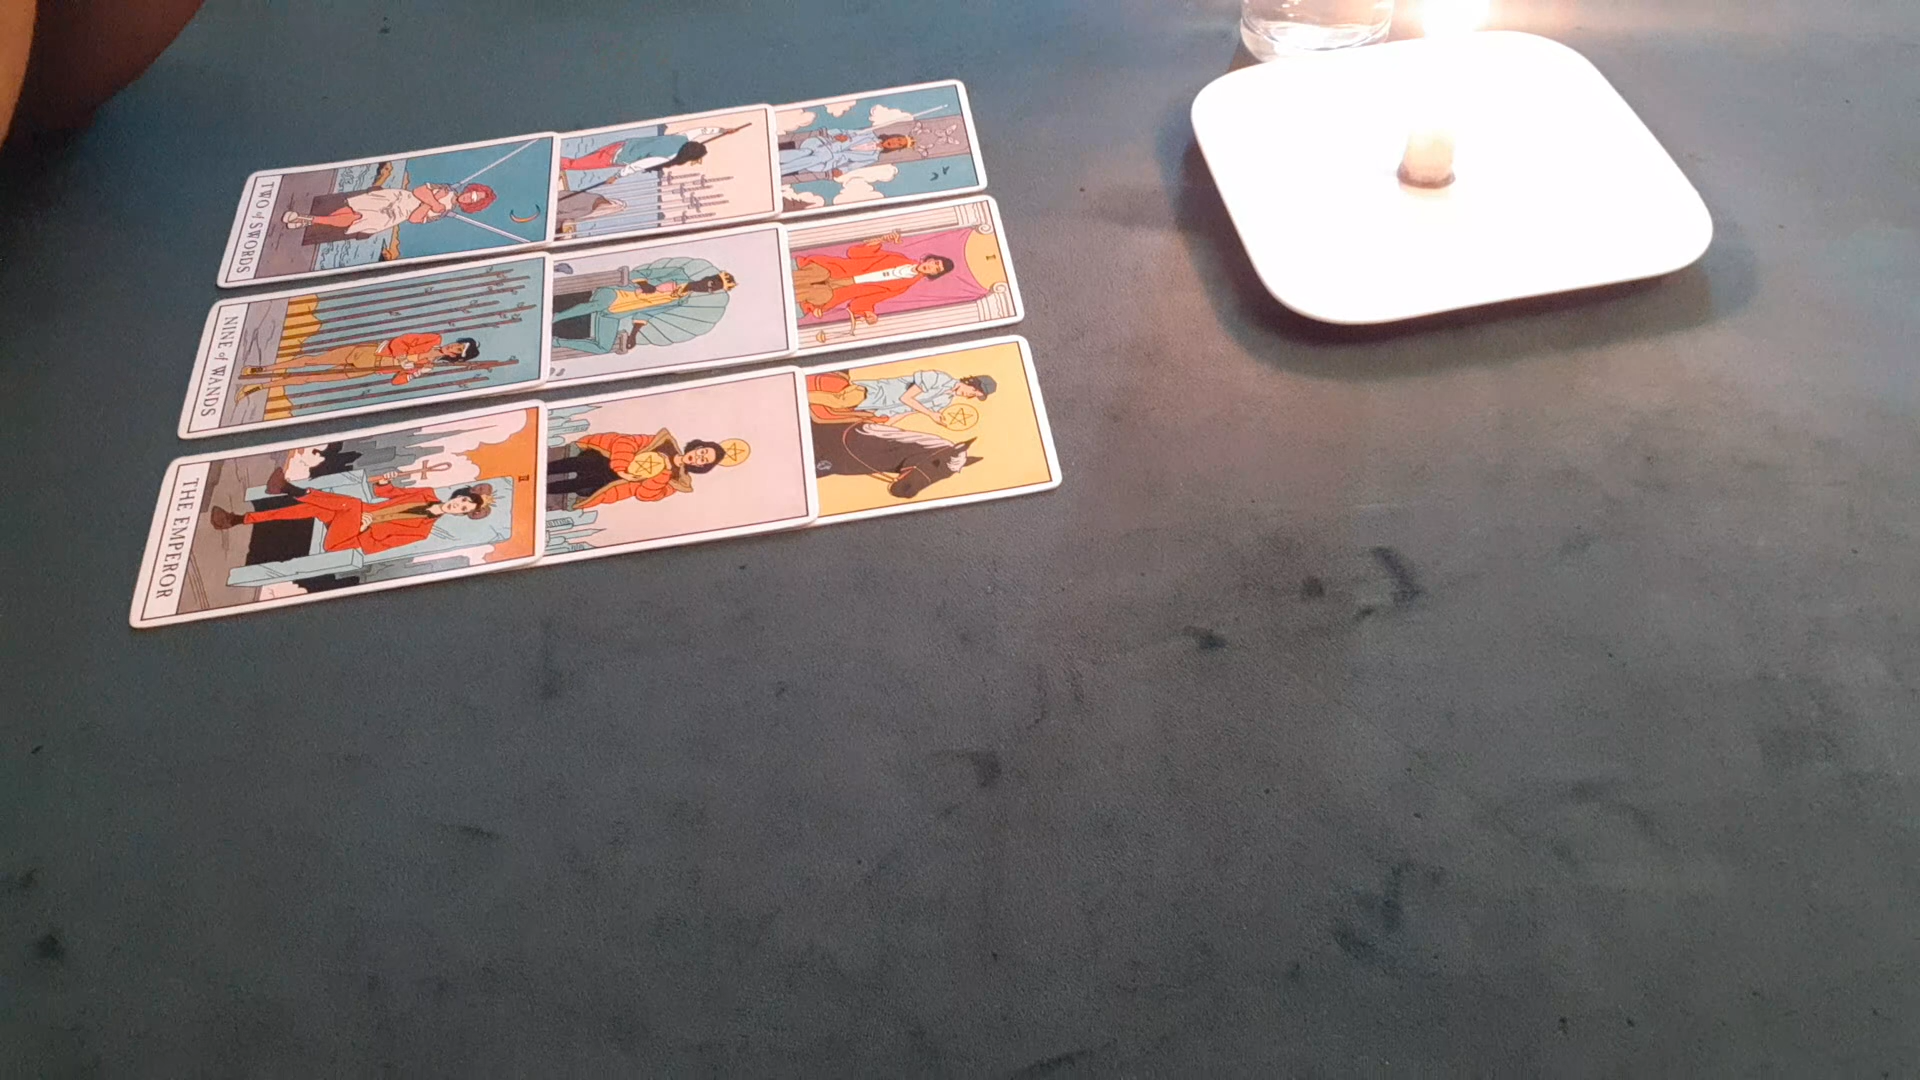 TWO of SWORDS
NINE of WANDS
THE EMPEROR
I